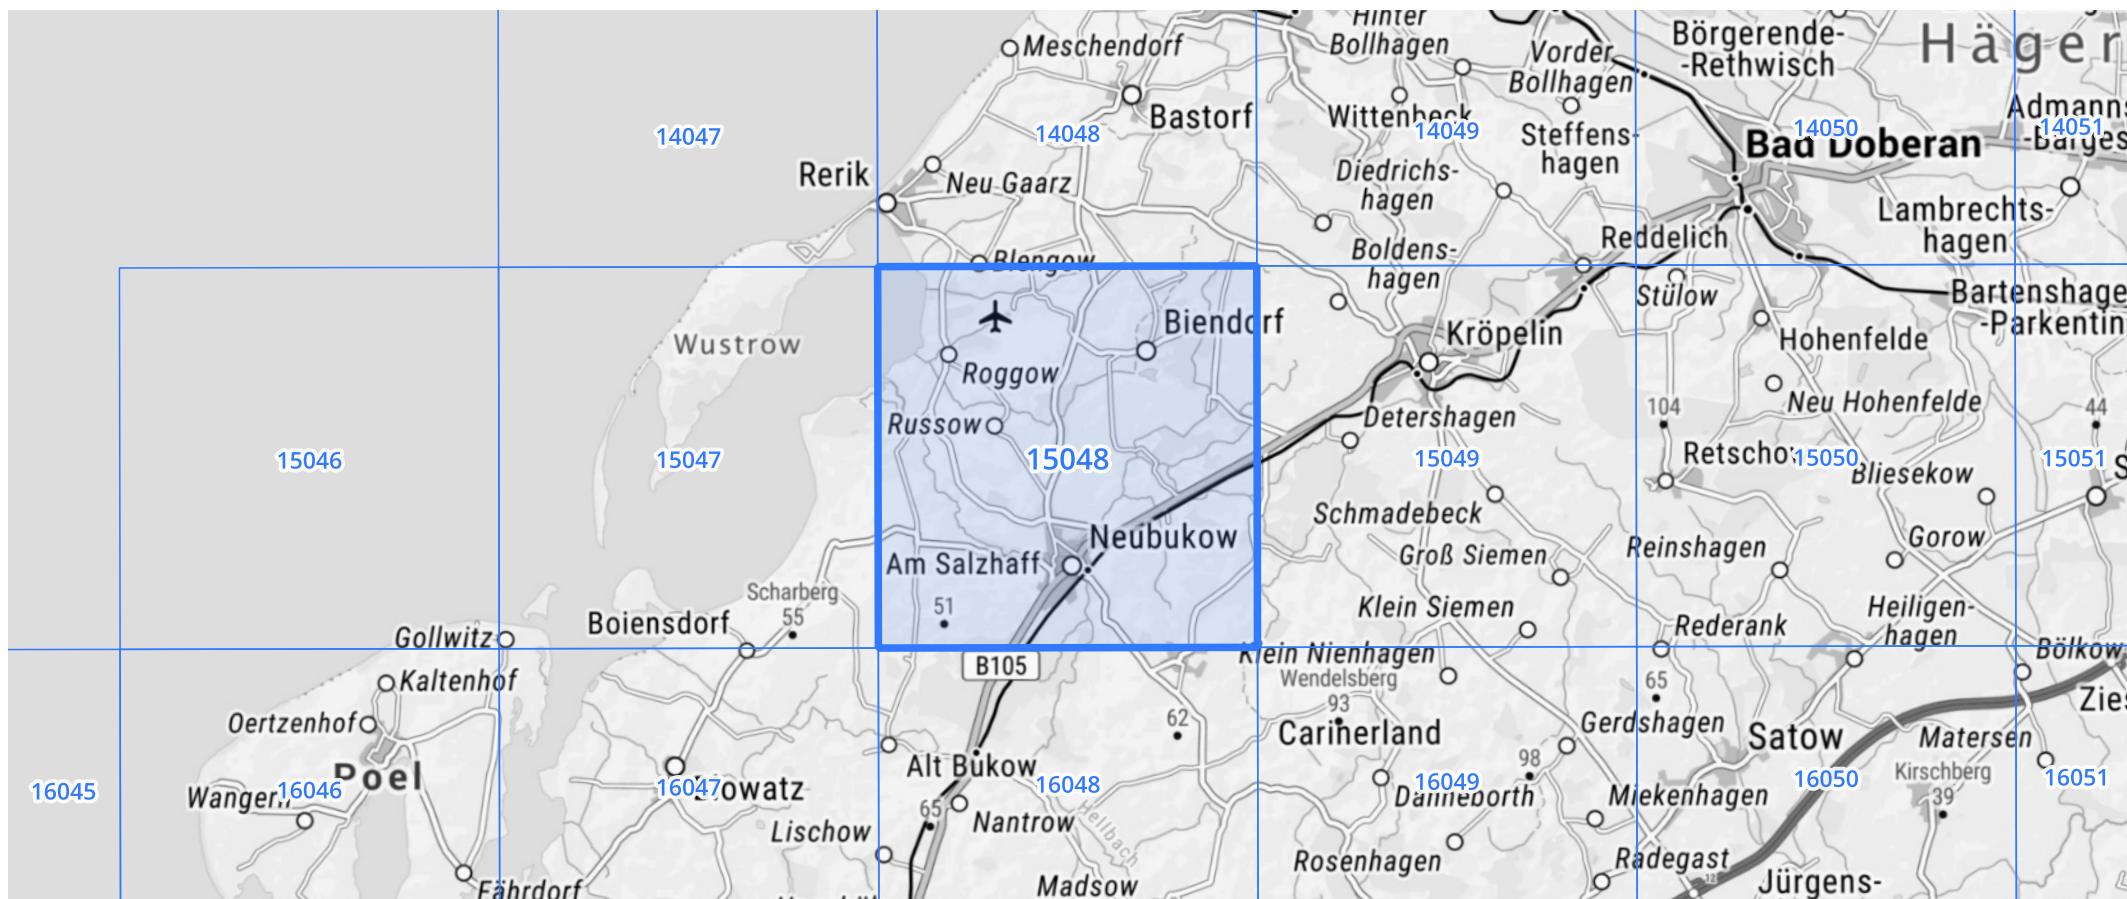 Hinter
Bollhagen
Meschendorf
Vorder
Bollhagen
Börgerende-
-Rethwisch
Häger
Bastorf
Wittenbeck
Steffens-
hagen
Admanns
-Barges
14047
14048
14049
14050
14051
Bad Doberan
Rerik
Neu Gaarz
Diedrichs-
hagen
Lambrechts-
hagen
Blengow
Boldens-
hagen
Reddelich
Stülow
Bartenshage
-Parkentin
Wustrow
Biendorf
Kröpelin
Hohenfelde
Roggow
Neu Hohenfelde
Russow
Detershagen
104
44
Retscho
Bliesekow
S
15046
15047
15048
15049
15050
15051
Schmadebeck
Neubukow
Groß Siemen
Reinshagen
Gorow
Am Salzhaff
Scharberg
55
51
Klein Siemen
Heiligen-
hagen
Boiensdorf
Gollwitz
Rederank
Bölkow
B105
Klein Nienhagen
Wendelsberg
93
Kaltenhof
65
Zies
Oertzenhof
62
Carinerland
Gerdshagen
Satow
Matersen
Poel
Alt Bukow
98
Kirschberg
39
16045
16046
16047
16048
16049
16050
16051
Wangern
Danneborth
Miekenhagen
65
Nantrow
Lischow
Rosenhagen
Radegast
12
Fährdorf
Madsow
Jürgens-